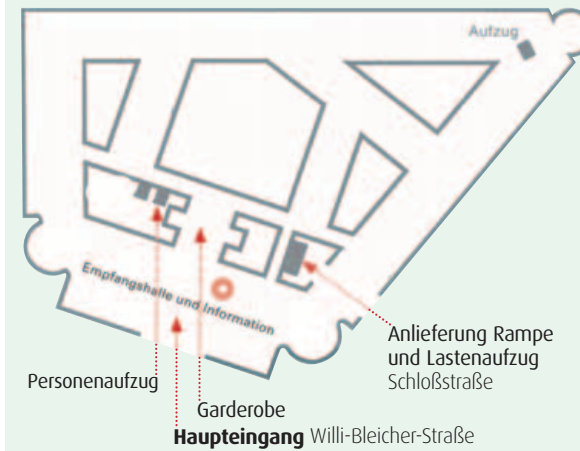 Aufzug
Empfangshalle und Information
Anlieferung Rampe
und Lastenaufzug
Schloßstraße
Personenaufzug
Garderobe
Haupteingang Willi-Bleicher-Straße